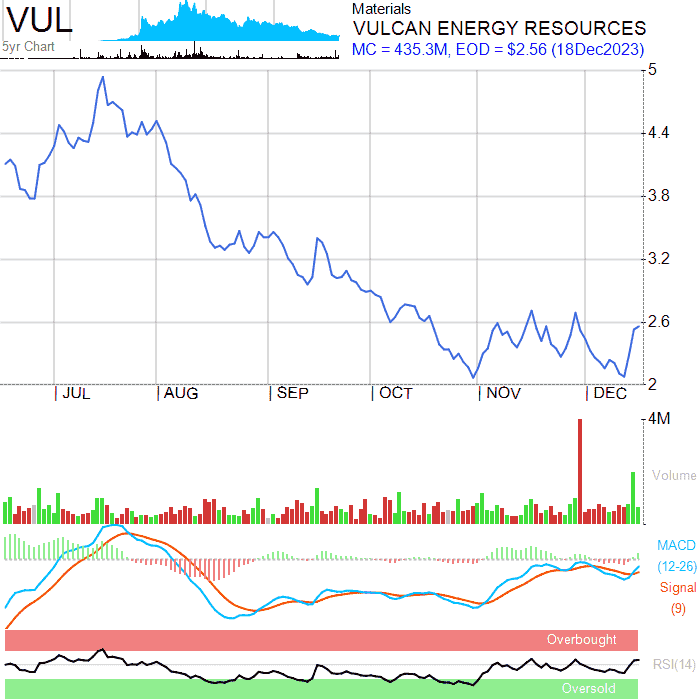 VUL
5yr Chart
Materials
VULCAN ENERGY RESOURCES
MC = 435.3M, EOD = $2.56 (18Dec2023)
5
4.4
3.8
3.2
2.6
2
JUL AUG SEP OCT NOV DEC
4M
Volume
MACD
(12-26)
Signal
(9)
Overbought
RSI(14)
Oversold